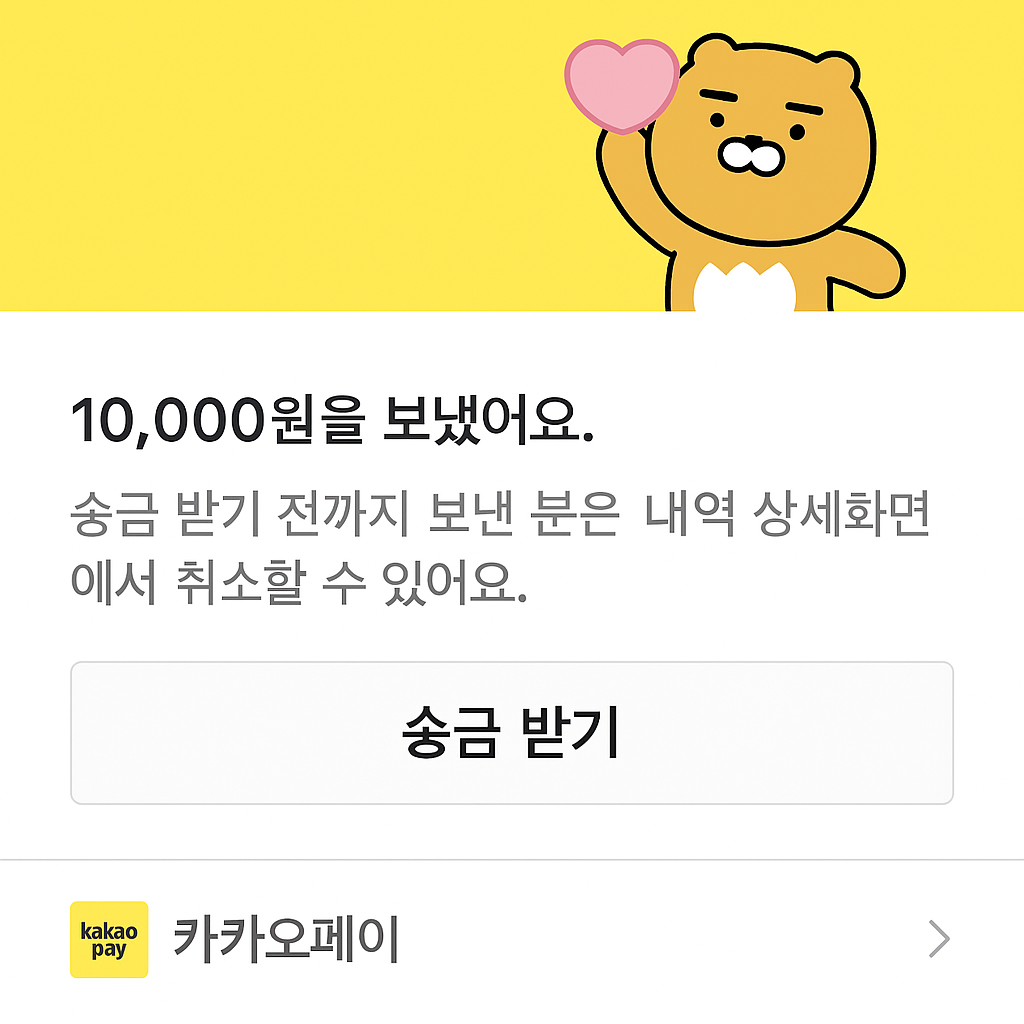 10,000원을 보냈어요.
송금 받기 전까지 보낸 분은 내역 상세화면
에서 취소할 수 있어요.
송금 받기
kakao
pay
카카오페이